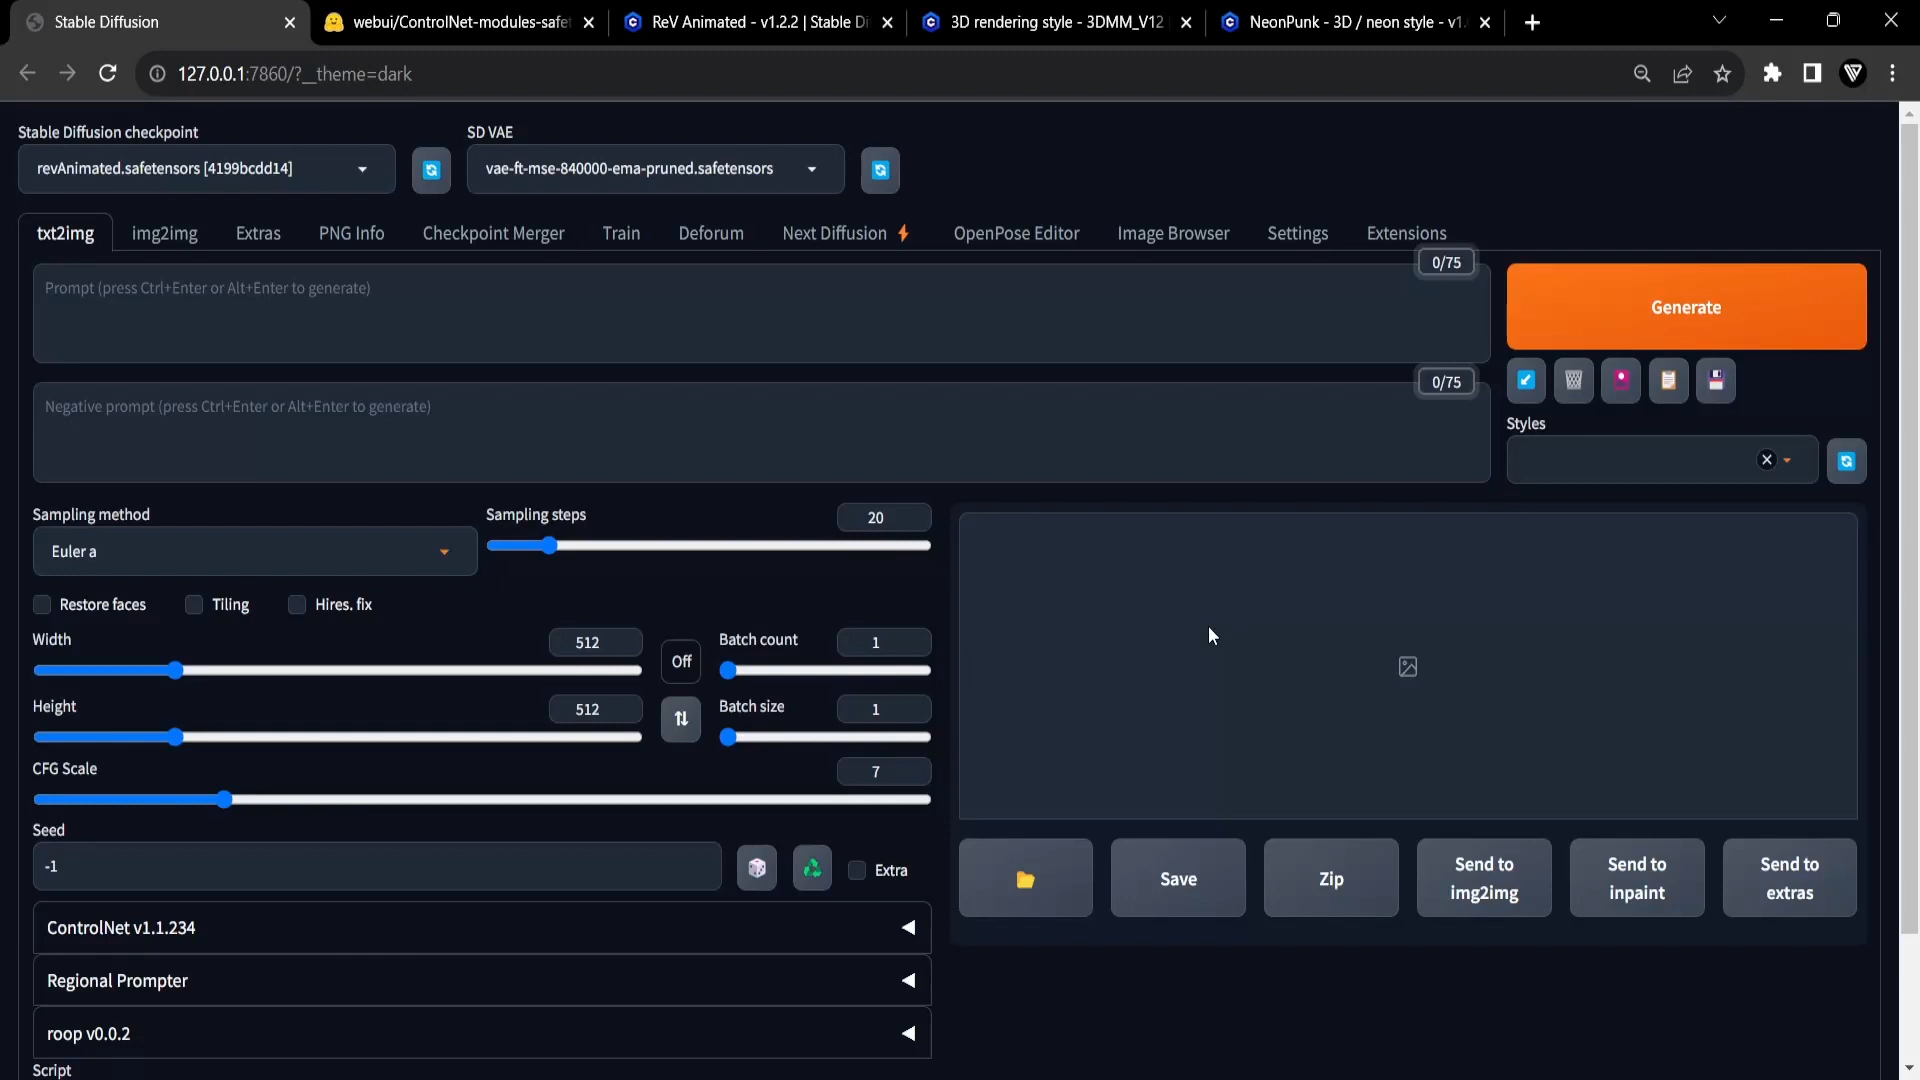 Stable Diffusion
webui/ControlNet-modules-safet
ReV Animated - v1.2.2 | Stable Di
3D rendering style - 3DMM_V12
NeonPunk - 3D / neon style - v1.
127.0.0.1:7860/?__theme=dark
Stable Diffusion checkpoint
SD VAE
revAnimated.safetensors [4199bcdd14]
vae-ft-mse-840000-ema-pruned.safetensors
txt2img
img2img
Extras
PNG Info
Checkpoint Merger
Train
Deforum
Next Diffusion ⚡
OpenPose Editor
Image Browser
Settings
Extensions
0/75
Prompt (press Ctrl+Enter or Alt+Enter to generate)
Generate
0/75
Negative prompt (press Ctrl+Enter or Alt+Enter to generate)
Styles
Sampling method
Sampling steps
20
Euler a
Restore faces
Tiling
Hires. fix
Width
512
Off
Batch count
1
Height
512
Batch size
1
CFG Scale
7
Seed
-1
Extra
Save
Zip
Send to
img2img
Send to
inpaint
Send to
extras
ControlNet v1.1.234
Regional Prompter
roop v0.0.2
Script